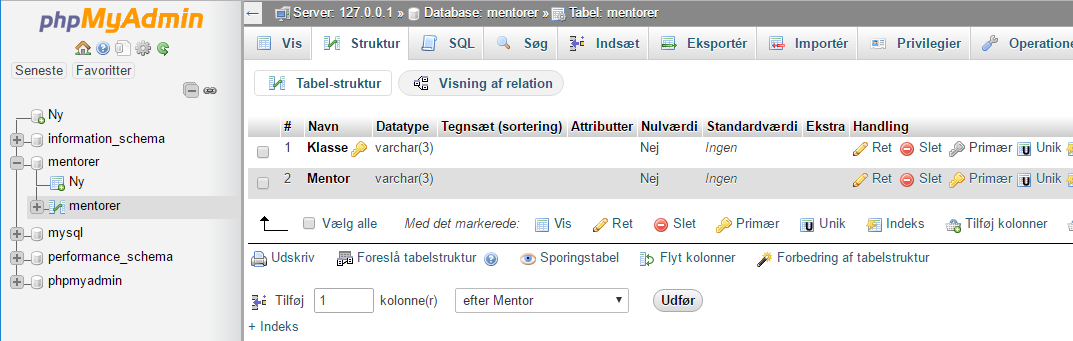 phpMyAdmin
Seneste Favoritter
Ny
information_schema
mentorer
Ny
mentorer
mysql
performance_schema
phpmyadmin
Server: 127.0.0.1 » Database: mentorer » Tabel: mentorer
Vis Struktur SQL Søg Indsæt Eksportér Importér Privilegier Operatione
Tabel-struktur Visning af relation
# Navn Datatype Tegnsæt (sortering) Attributter Nulværdi Standardværdi Ekstra Handling
1 Klasse varchar(3) Nej Ingen Ret Slet Primær Unik
2 Mentor varchar(3) Nej Ingen Ret Slet Primær Unik
Vælg alle Med det markerede: Vis Ret Slet Primær Unik Indeks Tilføj kolonner
Udskriv Foreslå tabelstruktur Sporingstabel Flyt kolonner Forbedring af tabelstruktur
Tilføj 1 kolonne(r) efter Mentor Udfør
+ Indeks